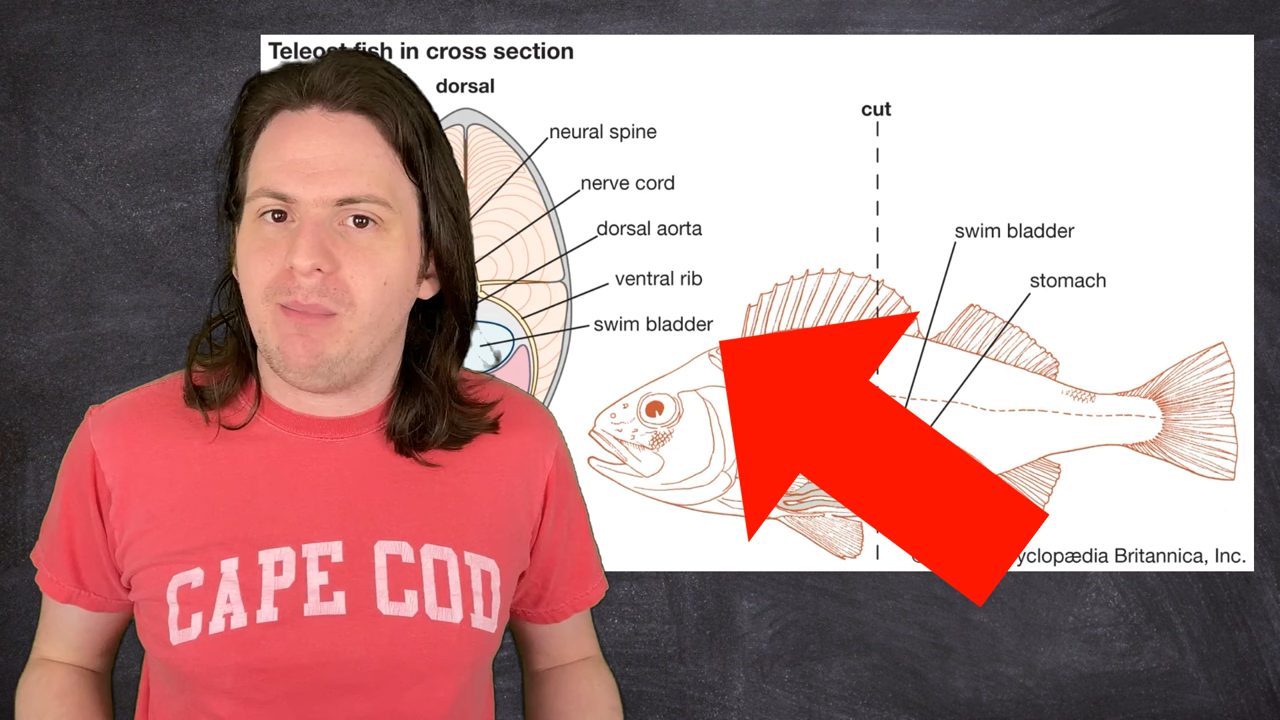 Teleost fish in cross section
dorsal
neural spine
nerve cord
dorsal aorta
ventral rib
swim bladder
cut
swim bladder
stomach
Encyclopædia Britannica, Inc.
CAPE COD